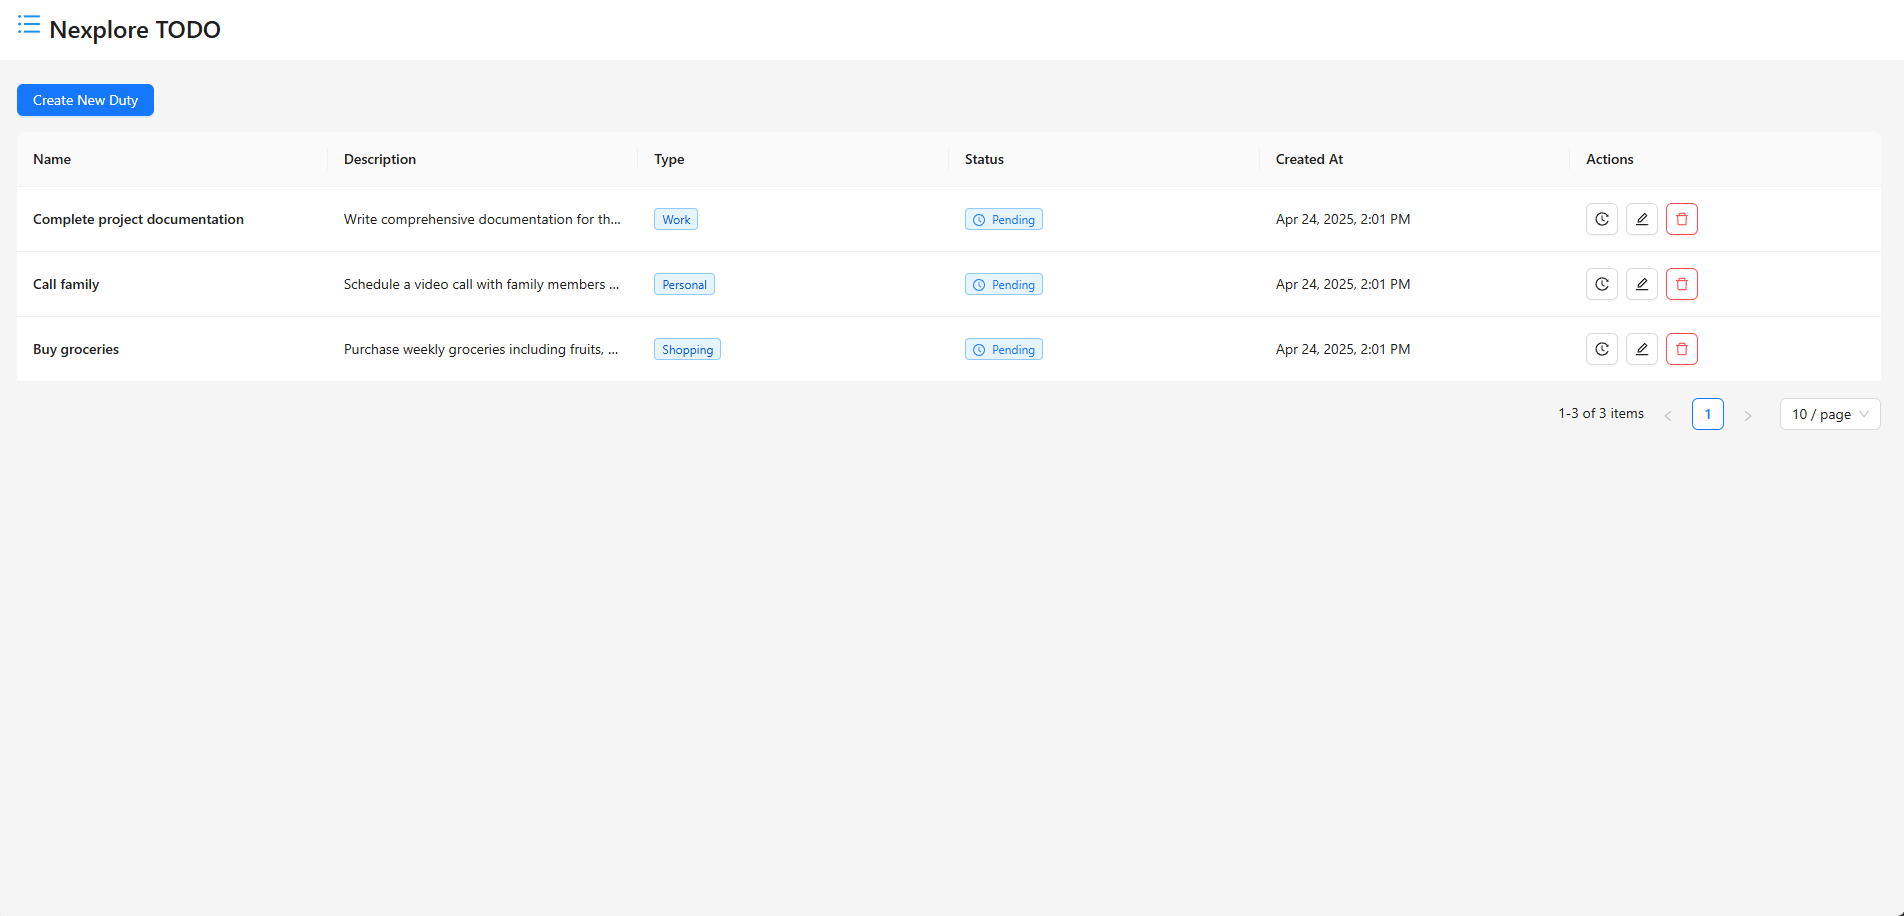 Nexplore TODO
Create New Duty
Name Description Type Status Created At Actions
Complete project documentation Write comprehensive documentation for th... Work Pending Apr 24, 2025, 2:01 PM
Call family Schedule a video call with family members ... Personal Pending Apr 24, 2025, 2:01 PM
Buy groceries Purchase weekly groceries including fruits, ... Shopping Pending Apr 24, 2025, 2:01 PM
1-3 of 3 items < 1 > 10 / page